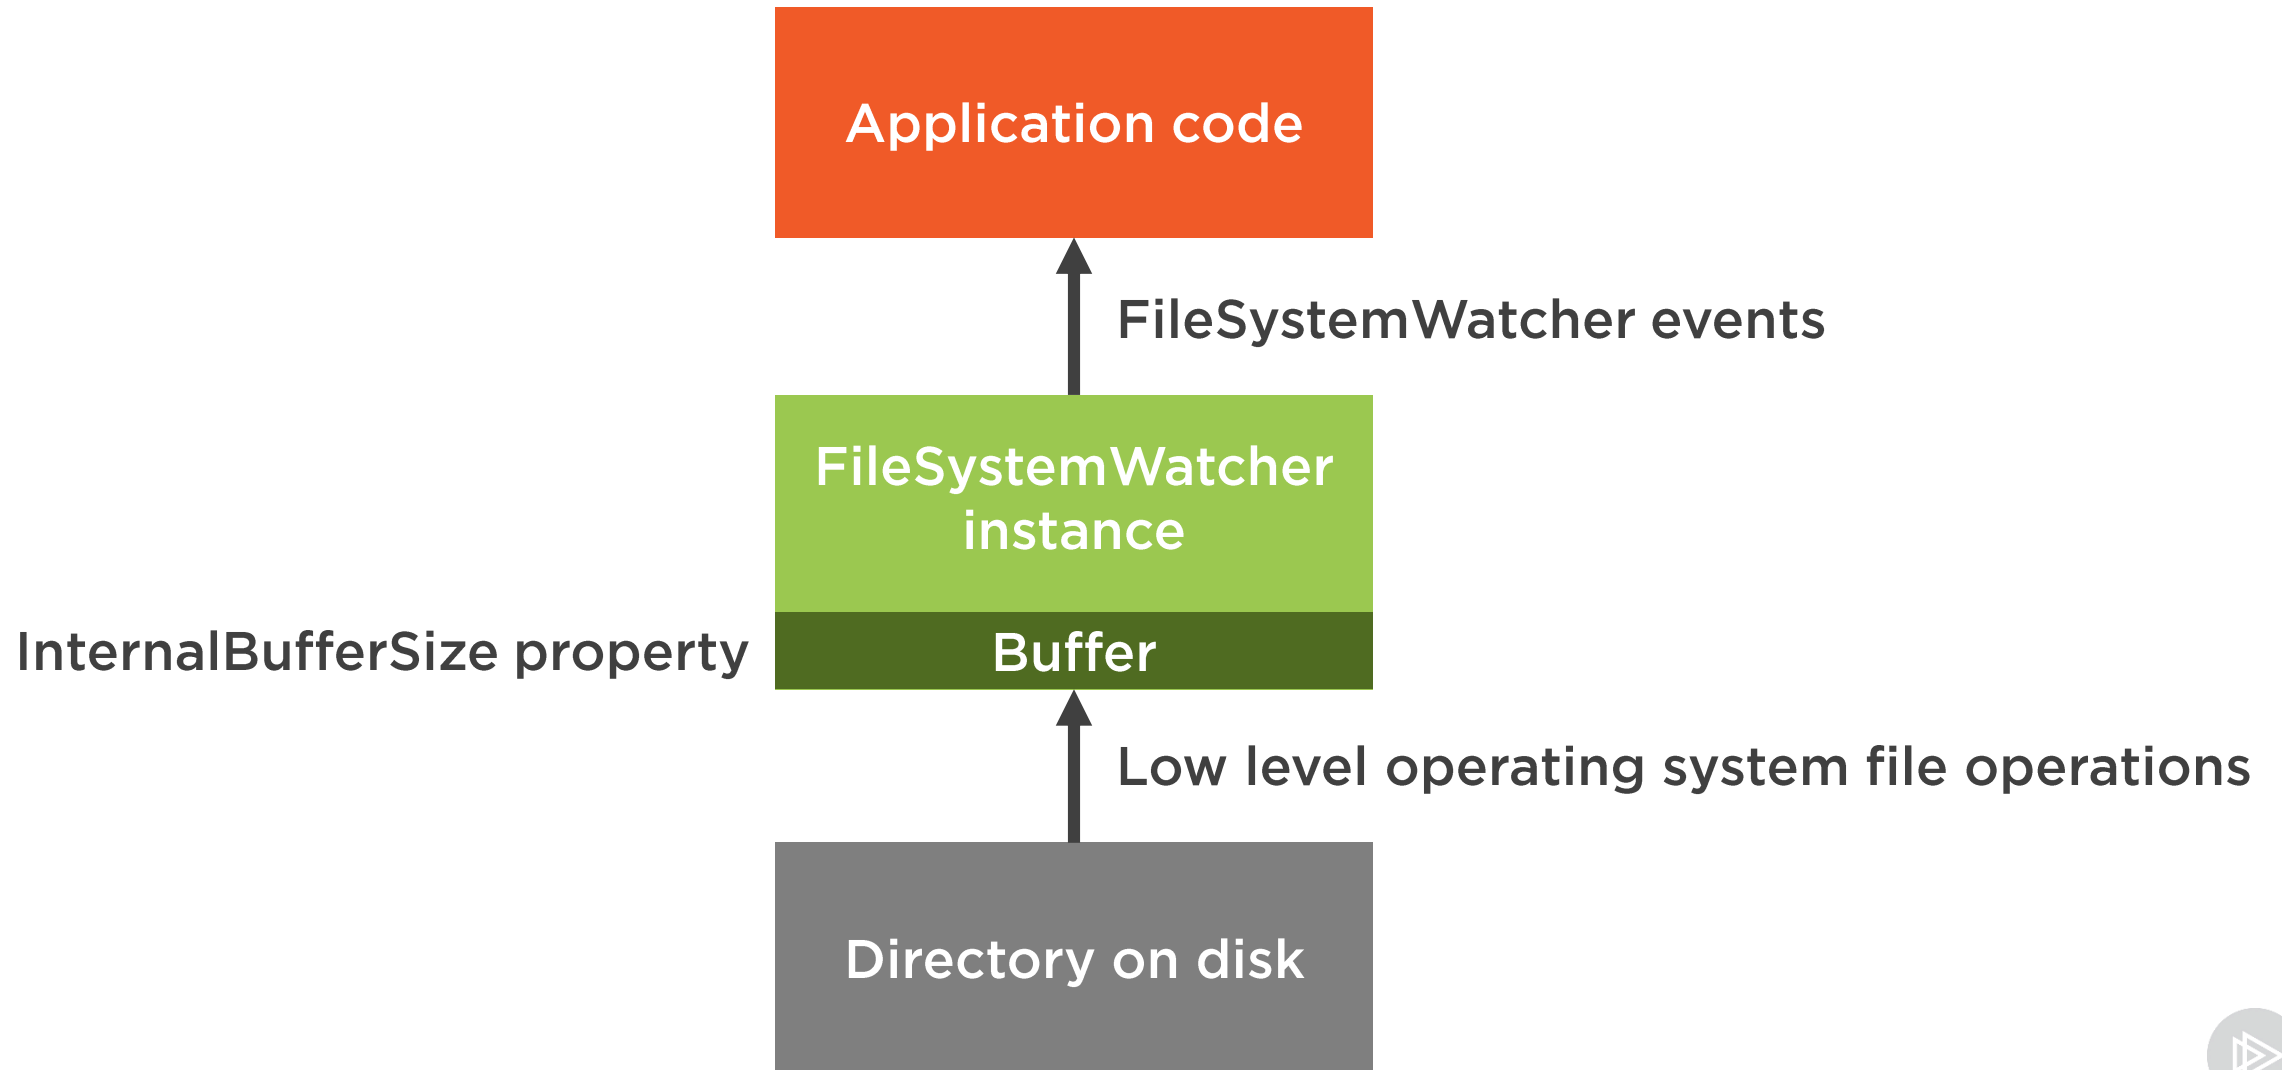 Application code
FileSystemWatcher events
FileSystemWatcher
instance
InternalBufferSize property
Buffer
Low level operating system file operations
Directory on disk